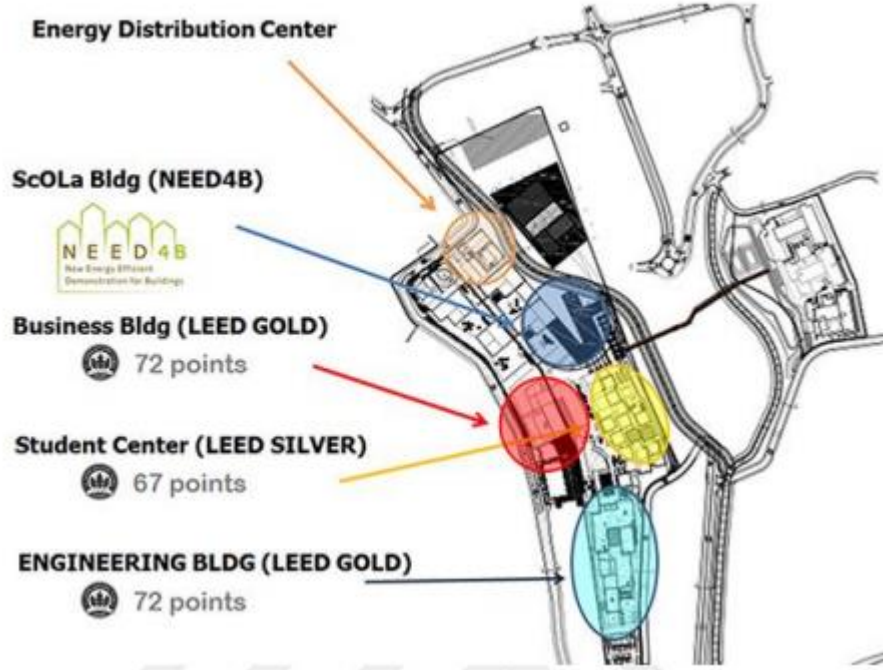 Energy Distribution Center
ScOLa Bldg (NEED4B)
NEED4B
New Energy Efficient
Demonstration for Buildings
Business Bldg (LEED GOLD)
72 points
Student Center (LEED SILVER)
67 points
ENGINEERING BLDG (LEED GOLD)
72 points